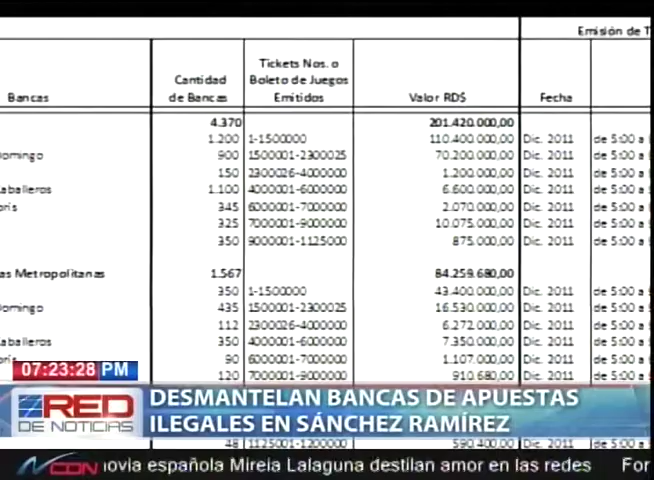 Emisión de T
Bancas Cantidad de Bancas Tickets Nos. o Boleto de Juegos Emitidos Valor RD$ Fecha
4.370 201.420.000,00
1.200 1-1500000 110.400.000,00 Dic. 2011 de 5:00 a
omingo 900 1500001-2300025 70.200.000,00 Dic. 2011 de 5:00 a
150 2300026-4000000 1.200.000,00 Dic. 2011 de 5:00 a
aballeros 1.100 4000001-6000000 6.600.000,00 Dic. 2011 de 5:00 a
orís 345 6000001-7000000 2.070.000,00 Dic. 2011 de 5:00 a
325 7000001-9000000 10.075.000,00 Dic. 2011 de 5:00 a
350 9000001-1125000 875.000,00 Dic. 2011 de 5:00 a
as Metropolitanas 1.567 84.259.680,00
350 1-1500000 43.400.000,00 Dic. 2011 de 5:00 a
Domingo 435 1500001-2300025 16.530.000,00 Dic. 2011 de 5:00 a
112 2300026-4000000 6.272.000,00 Dic. 2011 de 5:00 a
aballeros 350 4000001-6000000 7.350.000,00 Dic. 2011 de 5:00 a
orís 90 6000001-7000000 1.107.000,00 Dic. 2011 de 5:00 a
120 7000001-9000000 910.680,00 Dic. 2011 de 5:00 a
07:23:28 PM
RED DE NOTICIAS
DESMANTELAN BANCAS DE APUESTAS
ILEGALES EN SÁNCHEZ RAMÍREZ
48 1125001-1200000 590.400,00 Dic. 2011 de 5:00 a
NCDN ovia española Mireia Lalaguna destilan amor en las redes For